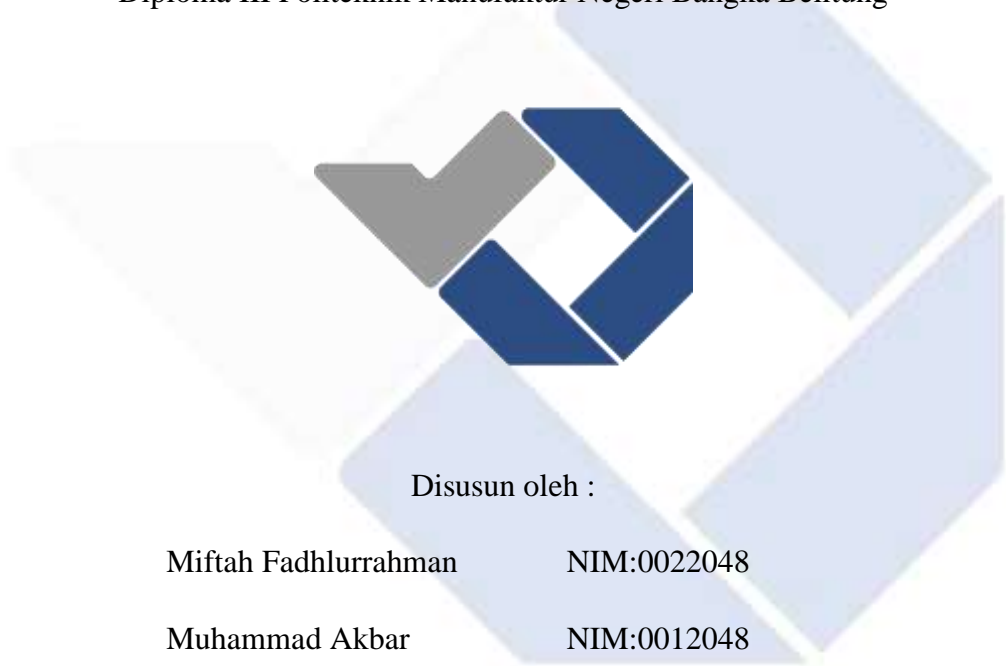 Diploma III Politeknik Manufaktur Negeri Bangka Belitung
Disusun oleh :
Miftah Fadhlurrahman NIM:0022048
Muhammad Akbar NIM:0012048